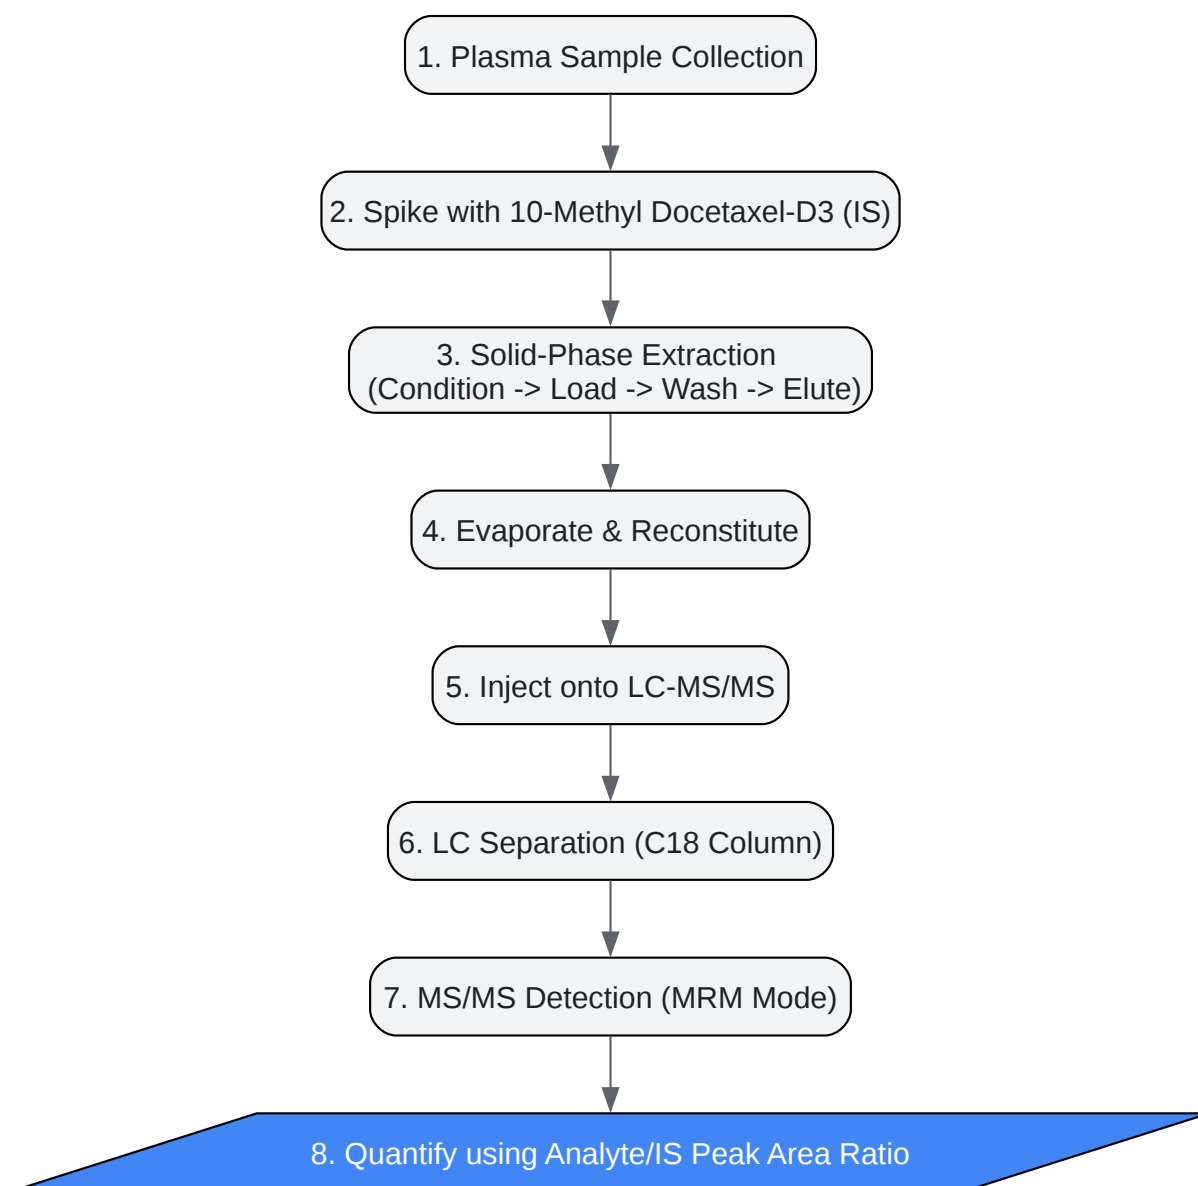 1. Plasma Sample Collection
2. Spike with 10-Methyl Docetaxel-D3 (IS)
3. Solid-Phase Extraction
(Condition -> Load -> Wash -> Elute)
4. Evaporate & Reconstitute
5. Inject onto LC-MS/MS
6. LC Separation (C18 Column)
7. MS/MS Detection (MRM Mode)
8. Quantify using Analyte/IS Peak Area Ratio